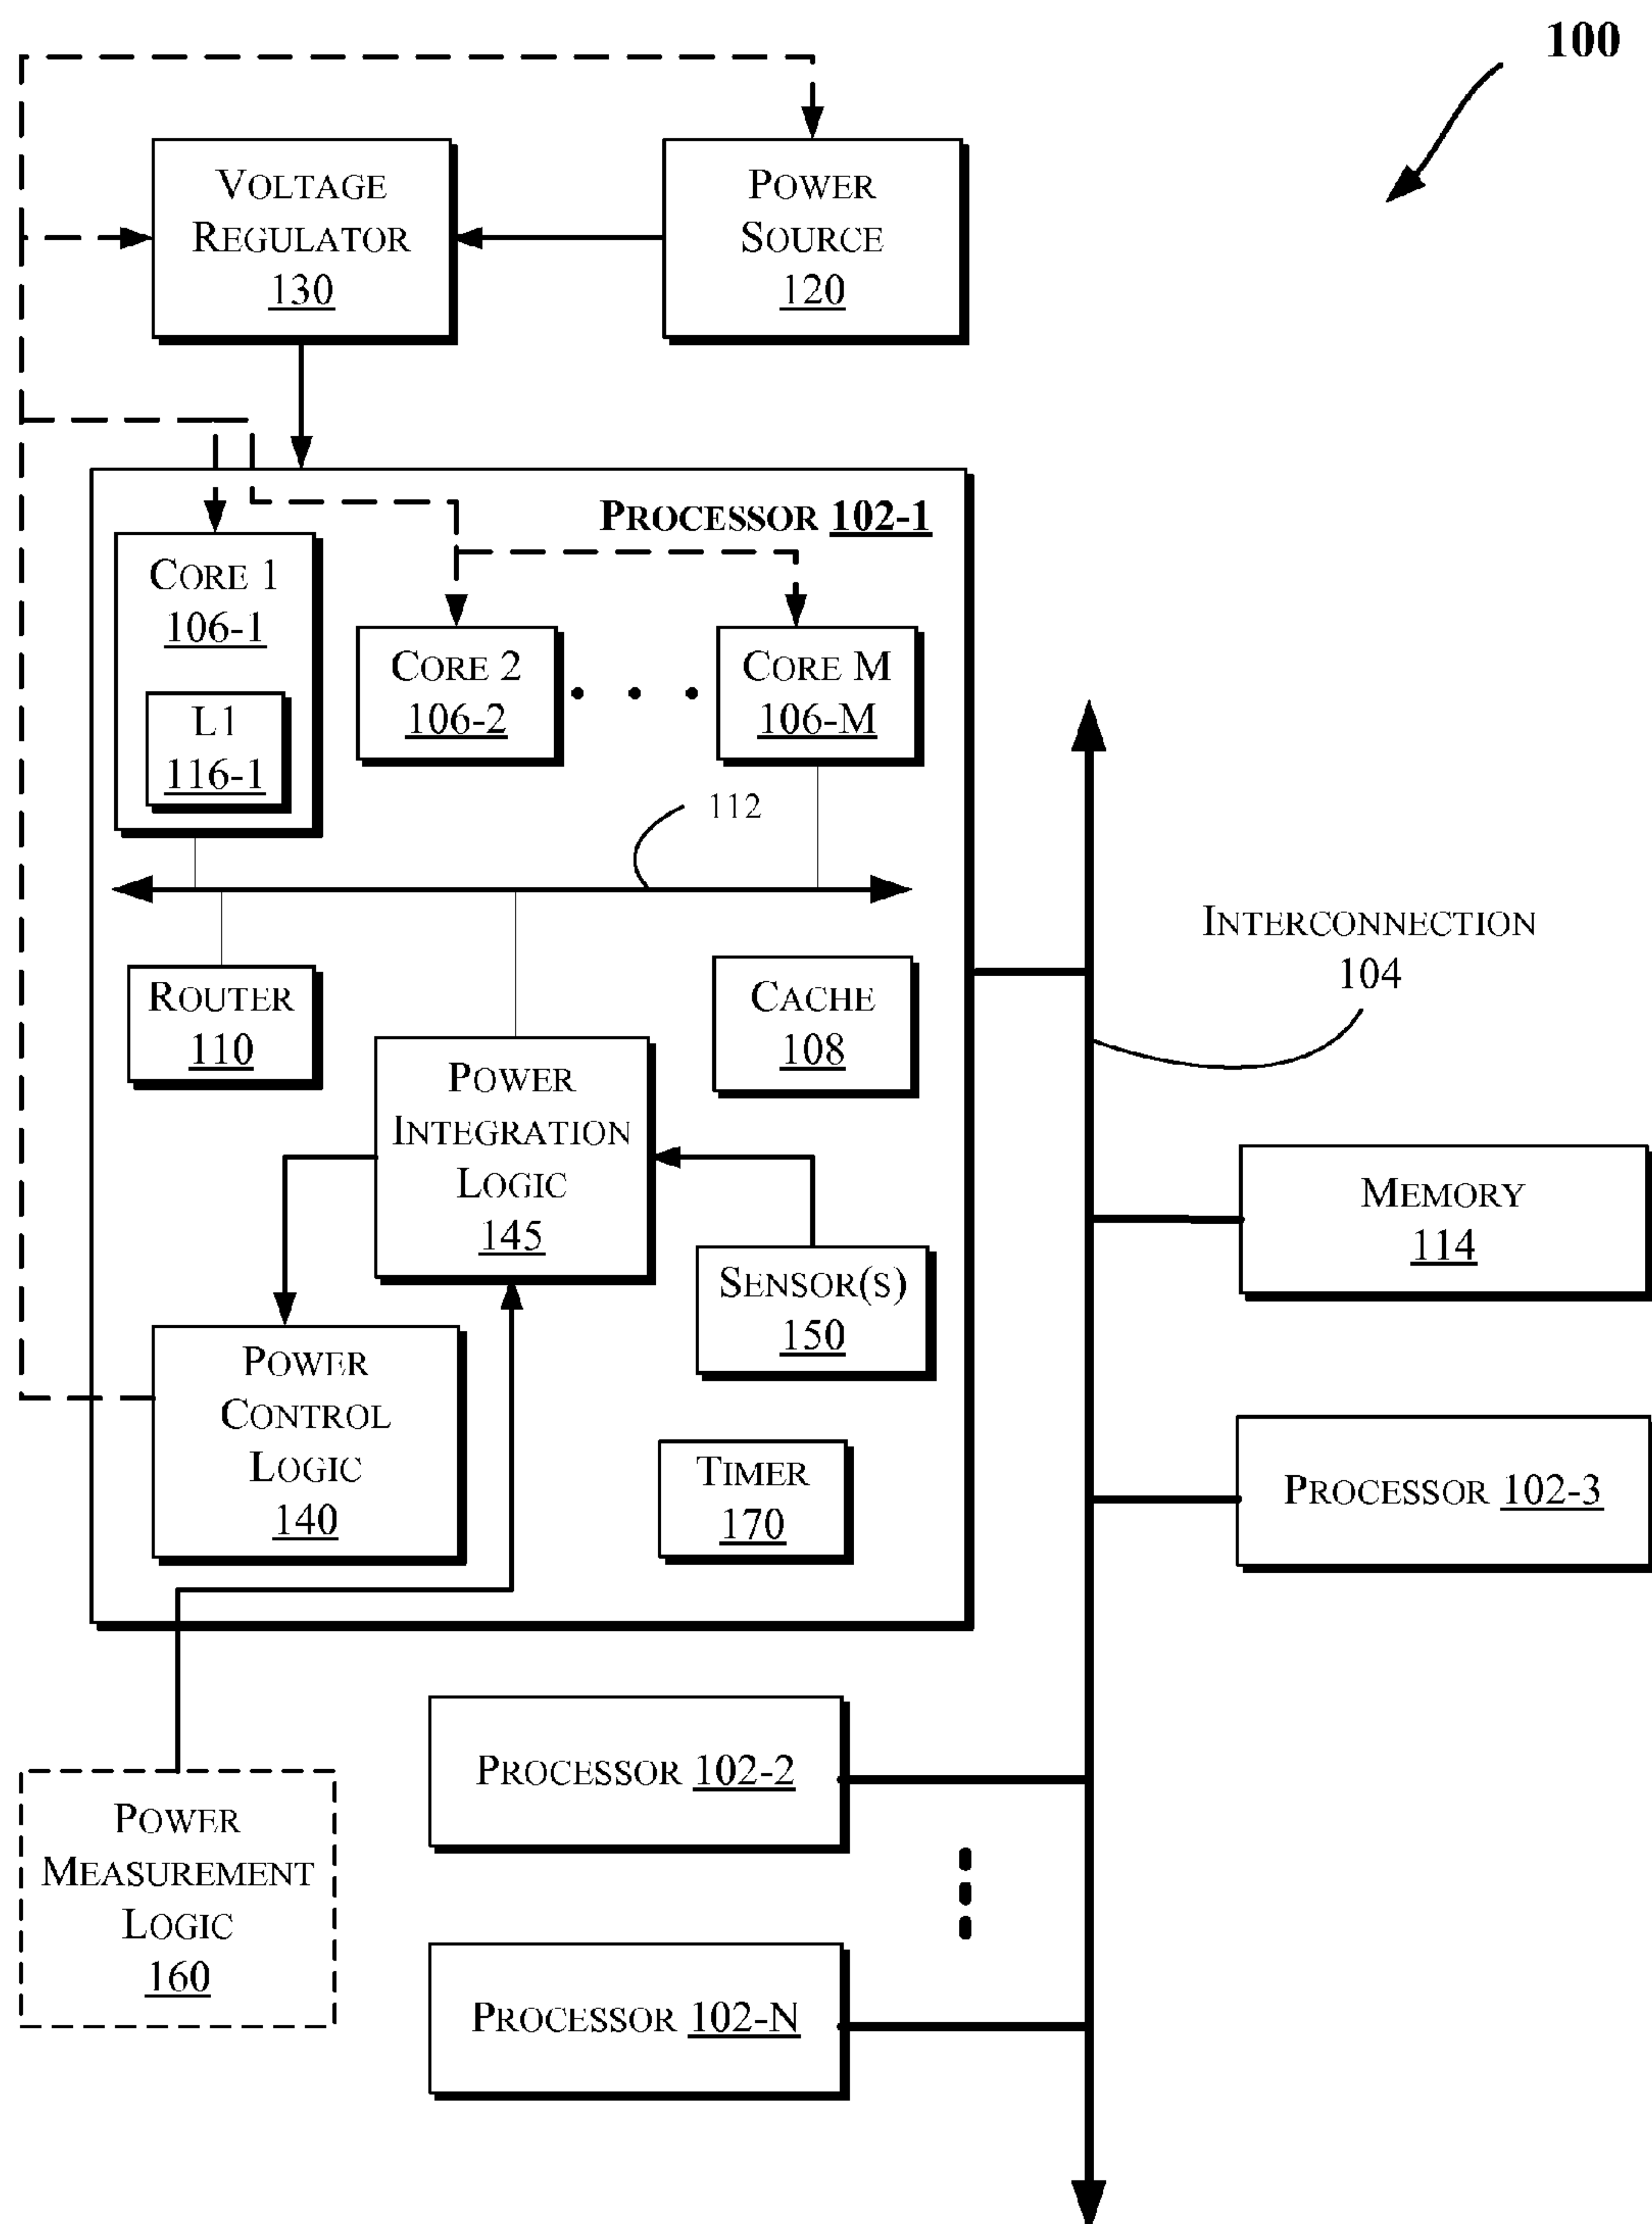 100
VOLTAGE
REGULATOR
130
POWER
SOURCE
120
PROCESSOR 102-1
CORE 1
106-1
L1
116-1
CORE 2
106-2
CORE M
106-M
112
ROUTER
110
CACHE
108
POWER
INTEGRATION
LOGIC
145
SENSOR(S)
150
POWER
CONTROL
LOGIC
140
TIMER
170
INTERCONNECTION
104
MEMORY
114
PROCESSOR 102-3
PROCESSOR 102-2
POWER
MEASUREMENT
LOGIC
160
PROCESSOR 102-N